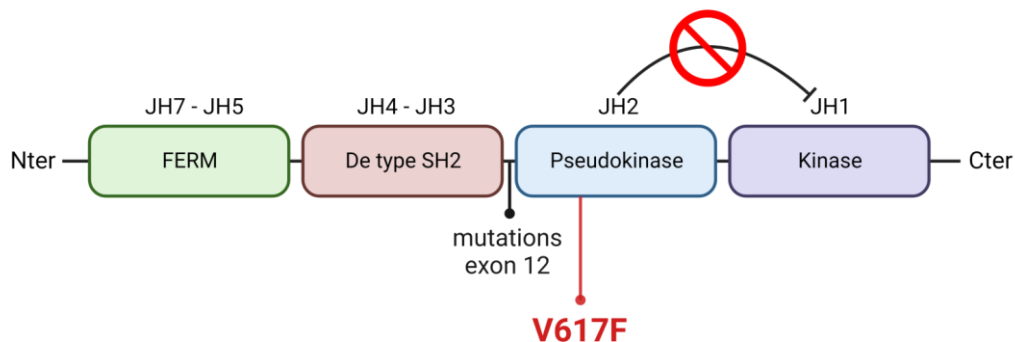 JH7 - JH5
JH4 - JH3
JH2
JH1
Nter
FERM
De type SH2
Pseudokinase
Kinase
Cter
mutations
exon 12
V617F